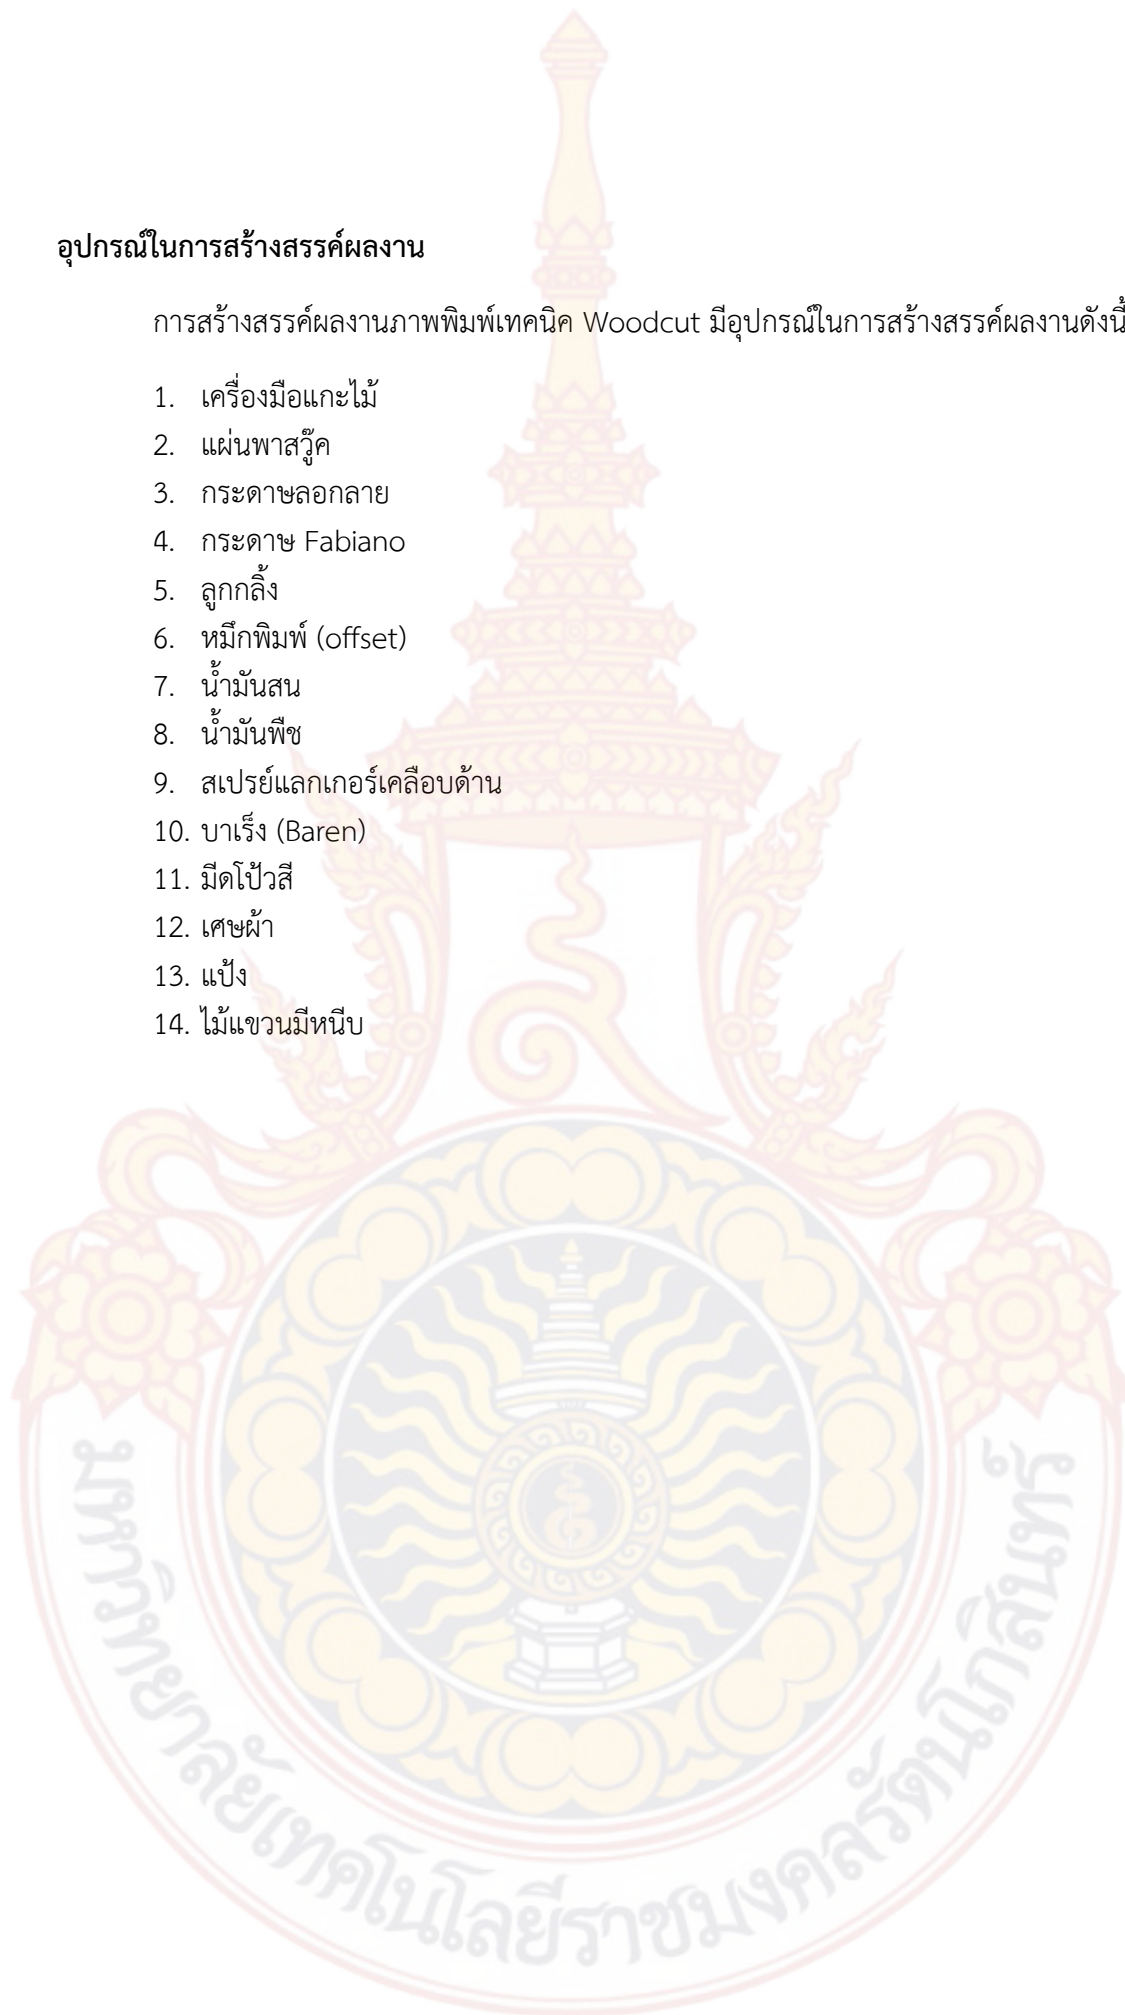 อุปกรณ์ในการสร้างสรรค์ผลงาน
การสร้างสรรค์ผลงานภาพพิมพ์เทคนิค Woodcut มีอุปกรณ์ในการสร้างสรรค์ผลงานดังนี้
1. เครื่องมือแกะไม้
2. แผ่นพาสวู๊ค
3. กระดาษลอกลาย
4. กระดาษ Fabiano
5. ลูกกลิ้ง
6. หมึกพิมพ์ (offset)
7. น้ำมันสน
8. น้ำมันพืช
9. สเปรย์แลกเกอร์เคลือบด้าน
10. บาเร็ง (Baren)
11. มีดโป้วสี
12. เศษผ้า
13. แป้ง
14. ไม้แขวนมีหนีบ
มหาวิทยาลัยเทคโนโลยีราชมงคลรัตนโกสินทร์